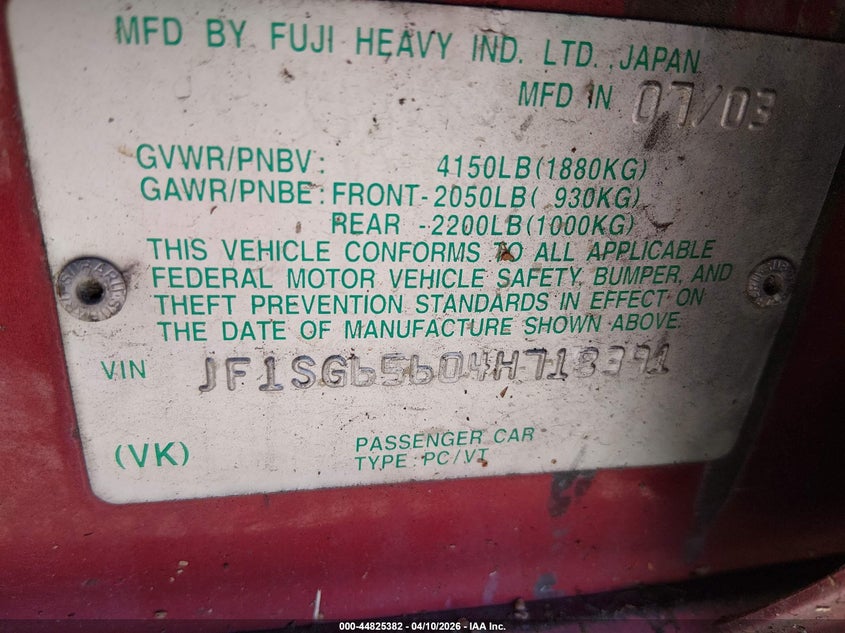 MFD BY FUJI HEAVY IND. LTD. JAPAN
MFD IN 07/03
GVWR/PNBV: 4150LB(1880KG)
GAWR/PNBE: FRONT-2050LB( 930KG)
REAR -2200LB(1000KG)
THIS VEHICLE CONFORMS TO ALL APPLICABLE
FEDERAL MOTOR VEHICLE SAFETY, BUMPER, AND
THEFT PREVENTION STANDARDS IN EFFECT ON
THE DATE OF MANUFACTURE SHOWN ABOVE.
VIN JF1SG65604H718391
(VK) PASSENGER CAR
TYPE : PC/VT
000-44825382 - 04/10/2026 - IAA Inc.